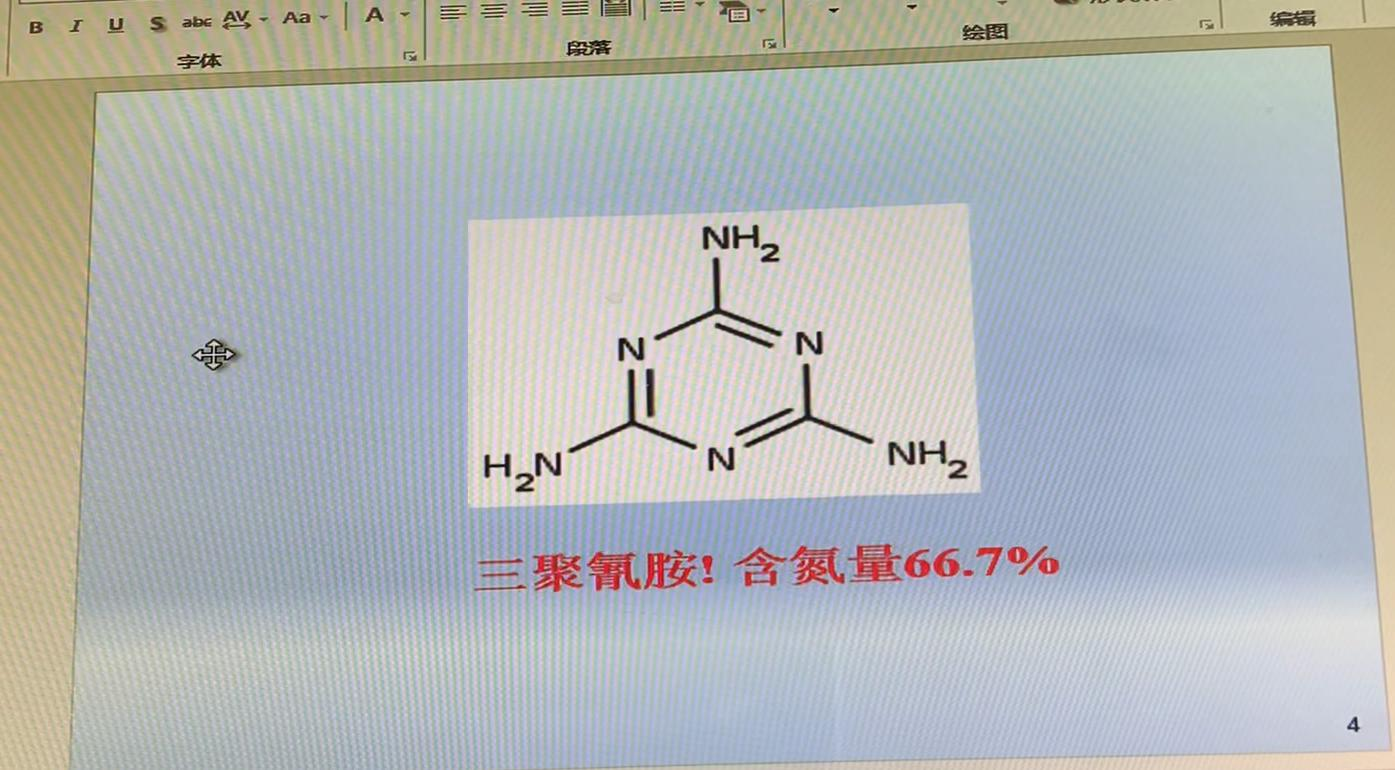 B I U S abc AV Aa A
字体 段落 绘图 编辑
NH2
N N
H2N N NH2
三聚氰胺! 含氮量66.7%
4